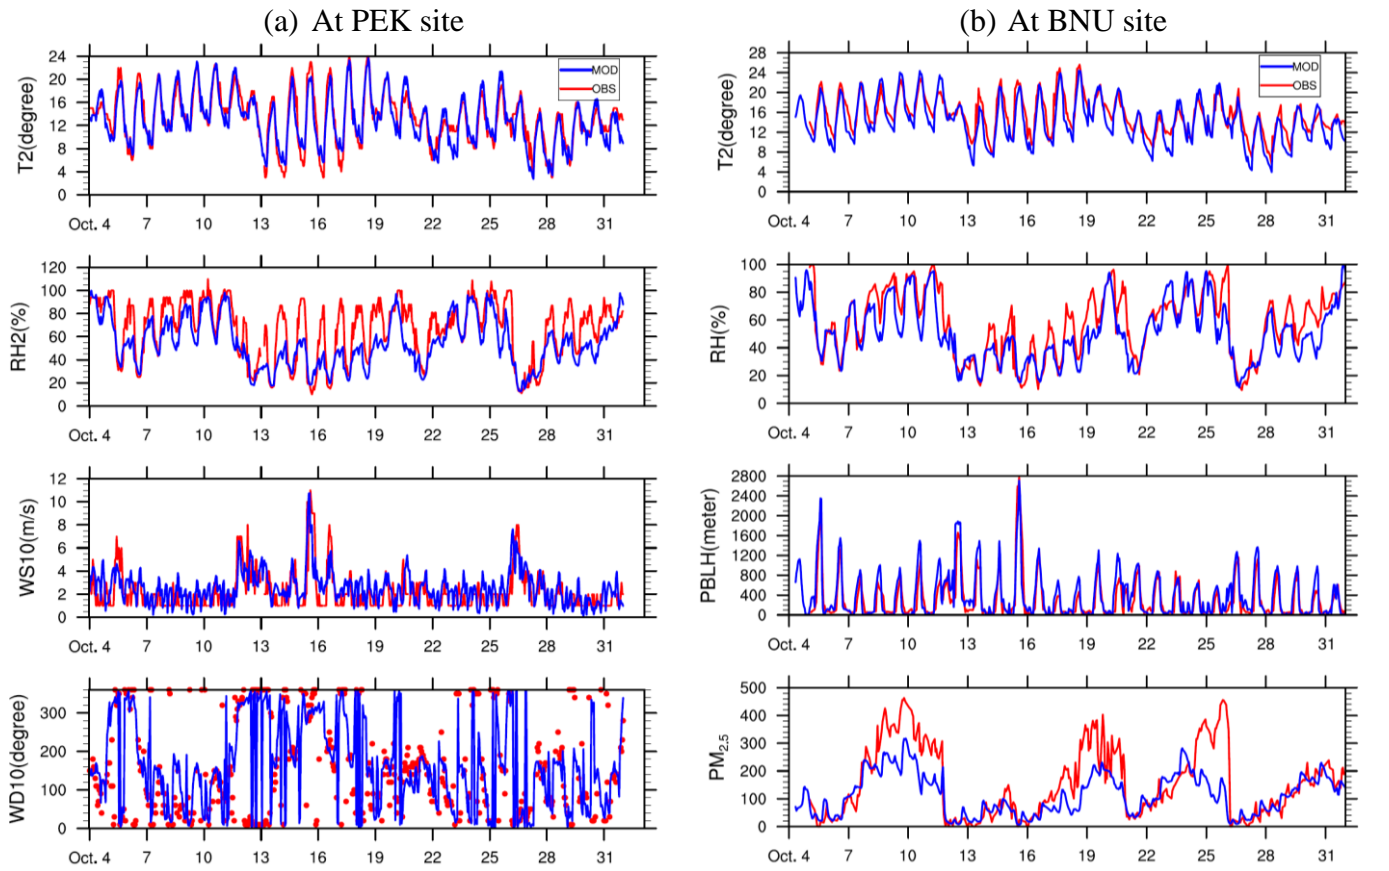 (a) At PEK site
(b) At BNU site
T2(degree)
24
20
16
12
8
4
0
MOD
OBS
Oct. 4 7 10 13 16 19 22 25 28 31
T2(degree)
28
24
20
16
12
8
4
0
MOD
OBS
Oct. 4 7 10 13 16 19 22 25 28 31
RH2(%)
120
100
80
60
40
20
0
Oct. 4 7 10 13 16 19 22 25 28 31
RH(%)
100
80
60
40
20
0
Oct. 4 7 10 13 16 19 22 25 28 31
WS10(m/s)
12
10
8
6
4
2
0
Oct. 4 7 10 13 16 19 22 25 28 31
PBLH(meter)
2800
2400
2000
1600
1200
800
400
0
Oct. 4 7 10 13 16 19 22 25 28 31
WD10(degree)
300
200
100
0
Oct. 4 7 10 13 16 19 22 25 28 31
PM2.5
500
400
300
200
100
0
Oct. 4 7 10 13 16 19 22 25 28 31